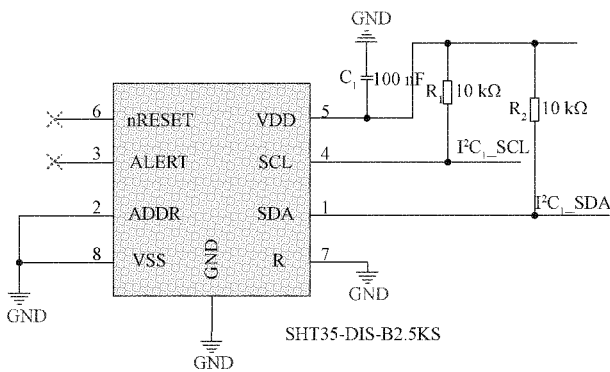 GND
C₁ 100 nF
R₁ 10 kΩ
R₂ 10 kΩ
6 nRESET VDD 5
I²C₁_SCL
3 ALERT SCL 4
I²C₁_SDA
2 ADDR SDA 1
8 VSS GND R 7
GND
GND
SHT35-DIS-B2.5KS
GND